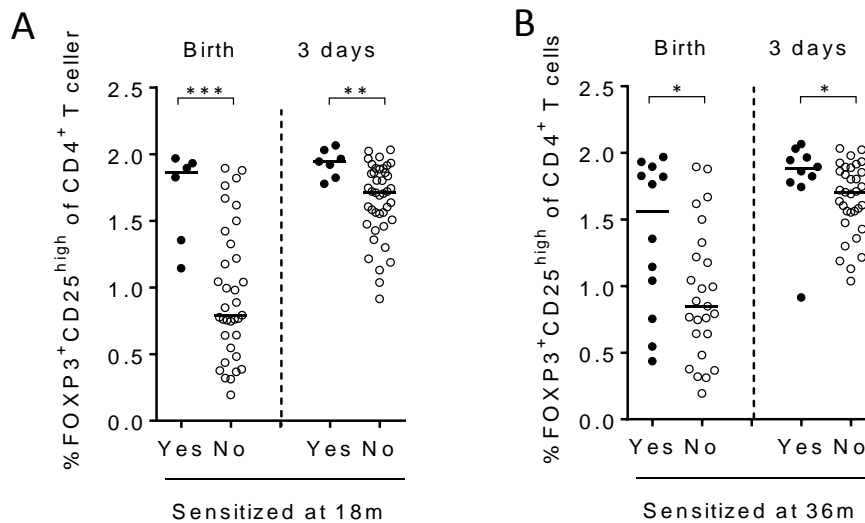 A
Birth
3 days
%FOXP3+CD25high of CD4+ T celler
***
**
2.5
2.0
1.5
1.0
0.5
0.0
Yes No
Yes No
Sensitized at 18m
B
Birth
3 days
%FOXP3+CD25high of CD4+ T cells
*
*
2.5
2.0
1.5
1.0
0.5
0.0
Yes No
Yes No
Sensitized at 36m